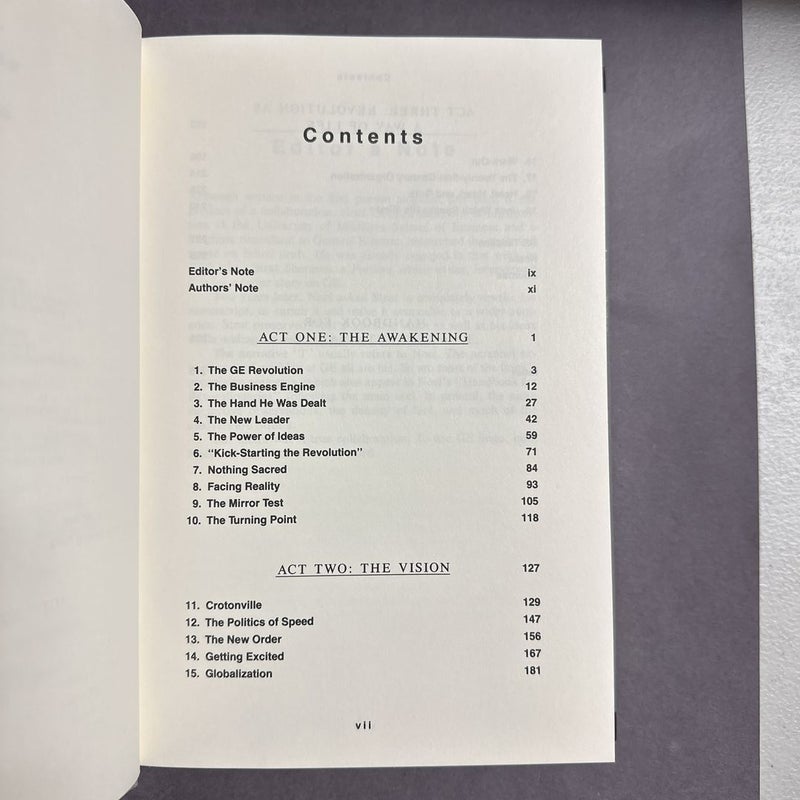 Contents
Editor's Note ix
Authors' Note xi
ACT ONE: THE AWAKENING 1
1. The GE Revolution 3
2. The Business Engine 12
3. The Hand He Was Dealt 27
4. The New Leader 42
5. The Power of Ideas 59
6. "Kick-Starting the Revolution" 71
7. Nothing Sacred 84
8. Facing Reality 93
9. The Mirror Test 105
10. The Turning Point 118
ACT TWO: THE VISION 127
11. Crotonville 129
12. The Politics of Speed 147
13. The New Order 156
14. Getting Excited 167
15. Globalization 181
vii